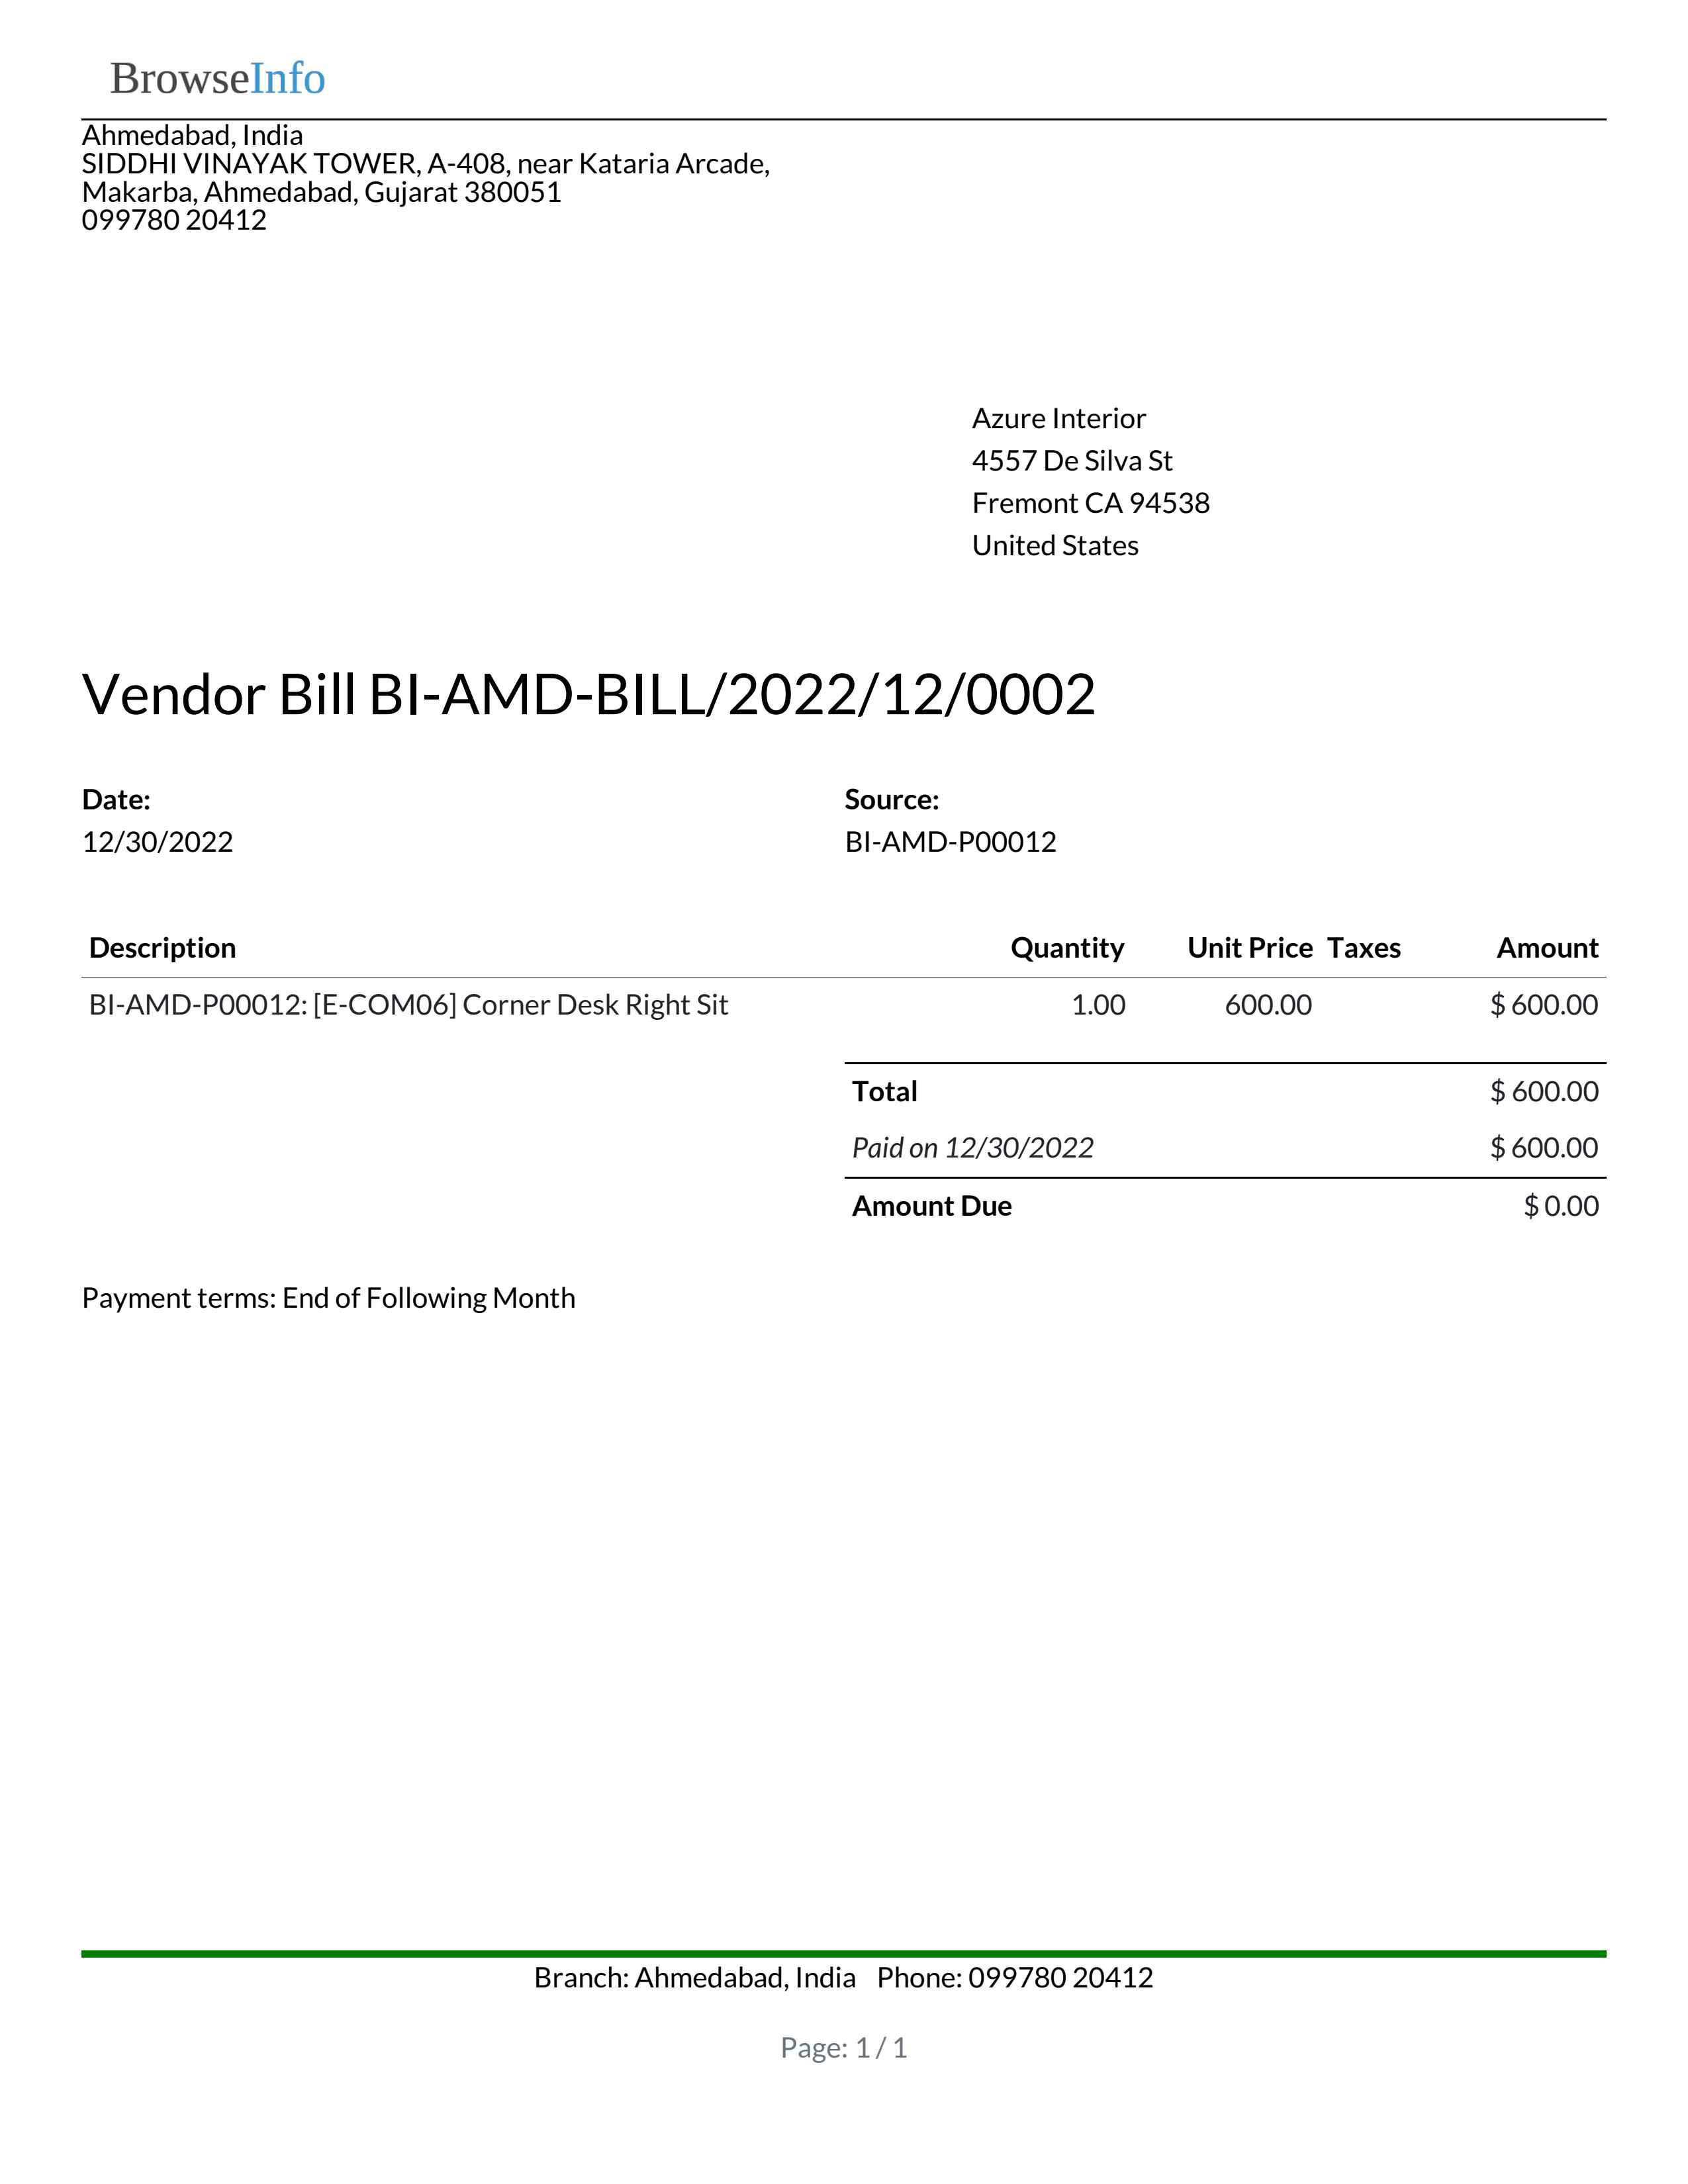 BrowseInfo
Ahmedabad, India
SIDDHI VINAYAK TOWER, A-408, near Kataria Arcade,
Makarba, Ahmedabad, Gujarat 380051
099780 20412
Azure Interior
4557 De Silva St
Fremont CA 94538
United States
Vendor Bill BI-AMD-BILL/2022/12/0002
Date: Source:
12/30/2022 BI-AMD-P00012
Description Quantity Unit Price Taxes Amount
BI-AMD-P00012: [E-COM06] Corner Desk Right Sit 1.00 600.00 $ 600.00
Total $ 600.00
Paid on 12/30/2022 $ 600.00
Amount Due $ 0.00
Payment terms: End of Following Month
Branch: Ahmedabad, India Phone: 099780 20412
Page: 1 / 1